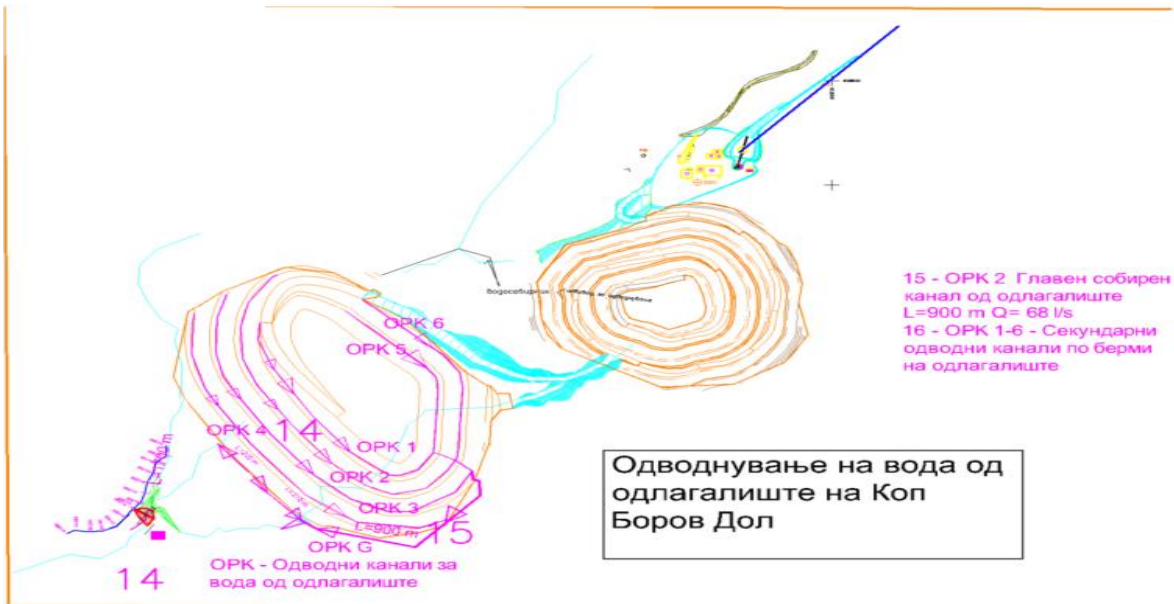 Водособирник
15 - ОРК 2 Главен собирен
канал од одлагалиште
L=900 m Q= 68 l/s
16 - ОРК 1-6 - Секундарни
одводни канали по берми
на одлагалиште
ОРК 6
ОРК 5
14
ОРК 4
ОРК 1
ОРК 2
ОРК 3
L=900 m
15
ОРК G
14
ОРК - Одводни канали за
вода од одлагалиште
Одводнување на вода од
одлагалиште на Коп
Боров Дол